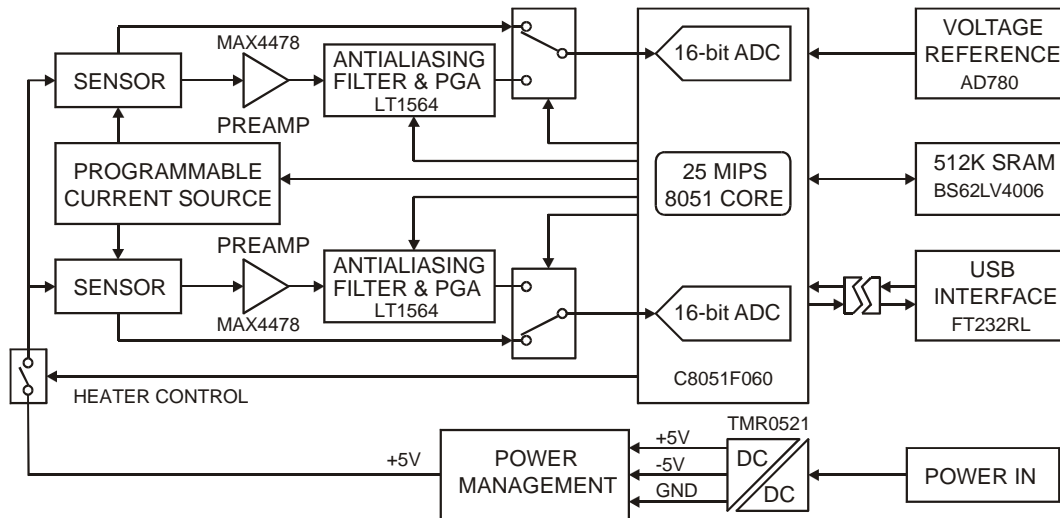 MAX4478
SENSOR
ANTIALIASING
FILTER & PGA
LT1564
16-bit ADC
VOLTAGE
REFERENCE
AD780
PREAMP
PROGRAMMABLE
CURRENT SOURCE
25 MIPS
8051 CORE
512K SRAM
BS62LV4006
PREAMP
SENSOR
MAX4478
ANTIALIASING
FILTER & PGA
LT1564
16-bit ADC
USB
INTERFACE
FT232RL
C8051F060
HEATER CONTROL
TMR0521
+5V
POWER
MANAGEMENT
+5V
-5V
GND
DC
DC
POWER IN